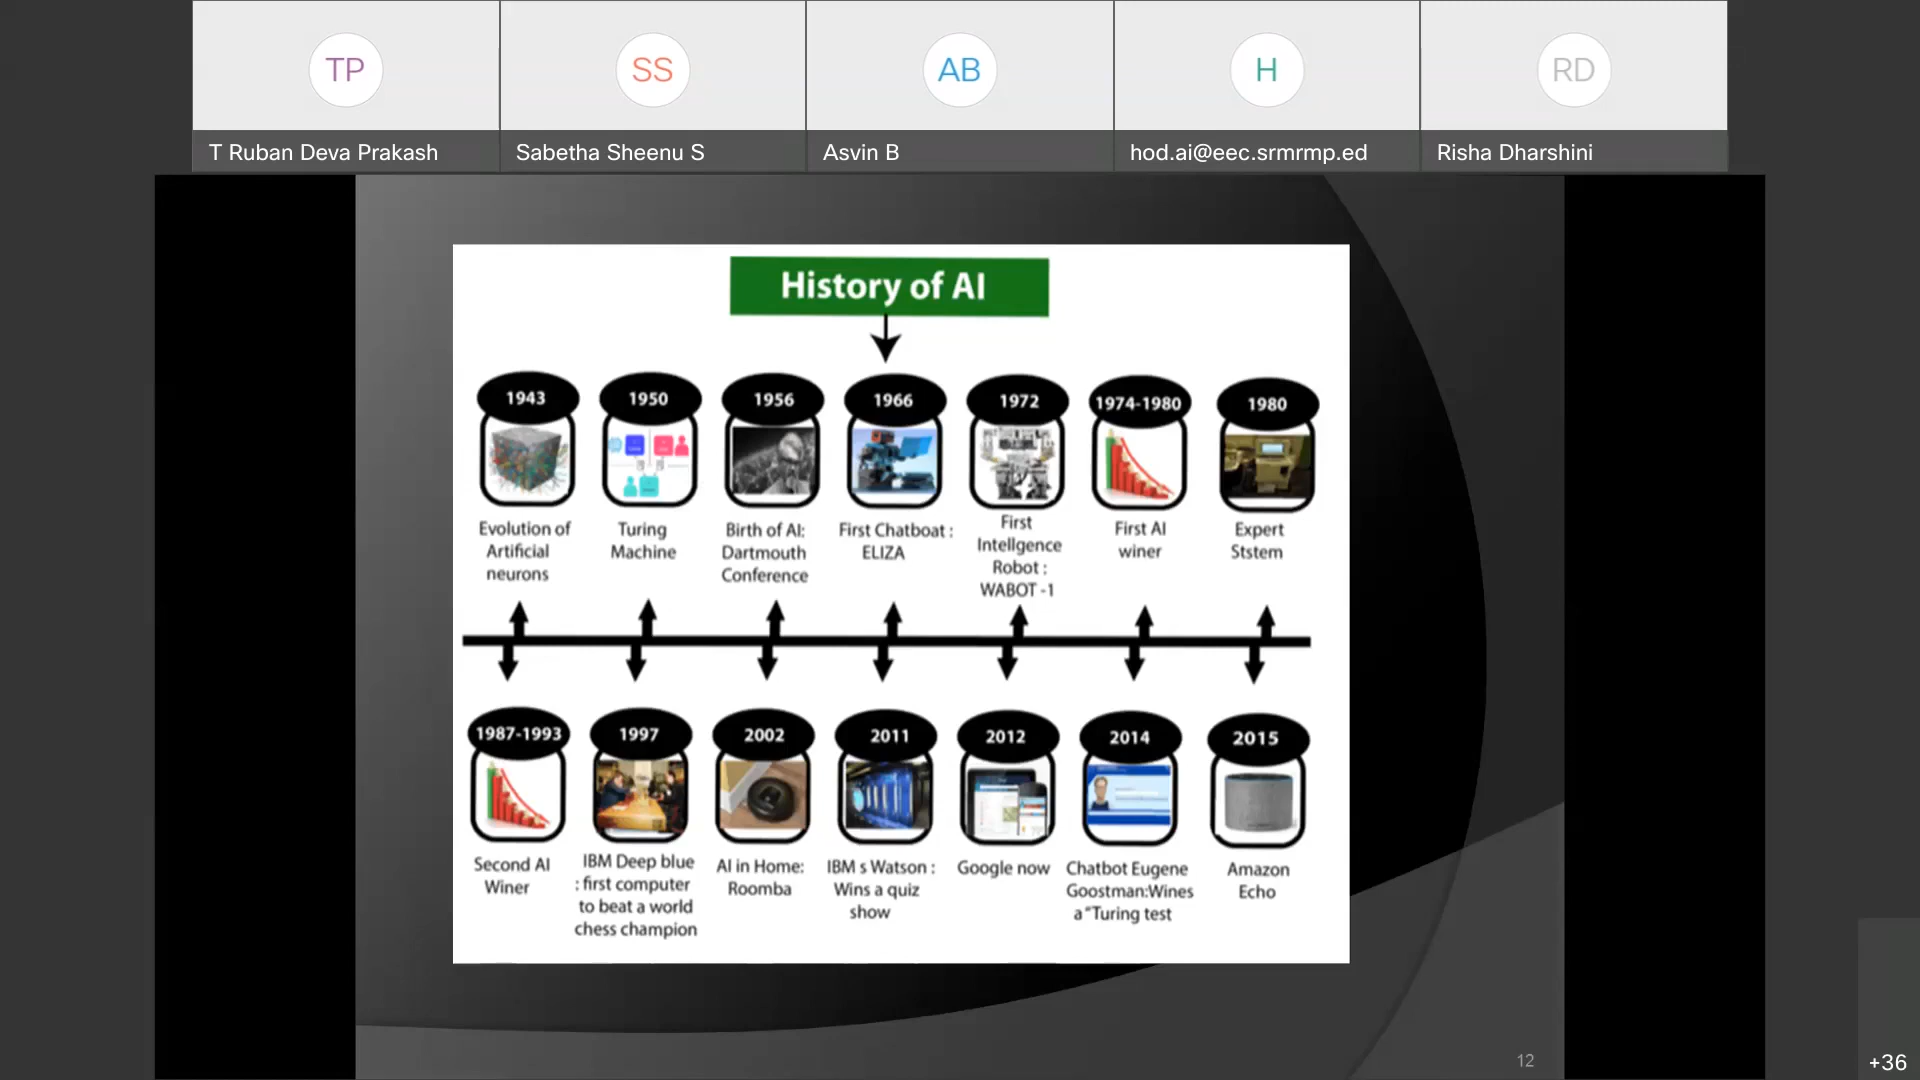 TP
SS
AB
H
RD
T Ruban Deva Prakash
Sabetha Sheenu S
Asvin B
hod.ai@eec.srmrmp.ed
Risha Dharshini
History of AI
1943
1950
1956
1966
1972
1974-1980
1980
Evolution of
Artificial
neurons
Turing
Machine
Birth of AI:
Dartmouth
Conference
First Chatboat :
ELIZA
First
Intellgence
Robot :
WABOT -1
First AI
winer
Expert
Ststem
1987-1993
1997
2002
2011
2012
2014
2015
Second AI
Winer
IBM Deep blue
: first computer
to beat a world
chess champion
AI in Home:
Roomba
IBM s Watson :
Wins a quiz
show
Google now
Chatbot Eugene
Goostman:Wines
a "Turing test
Amazon
Echo
12
+36